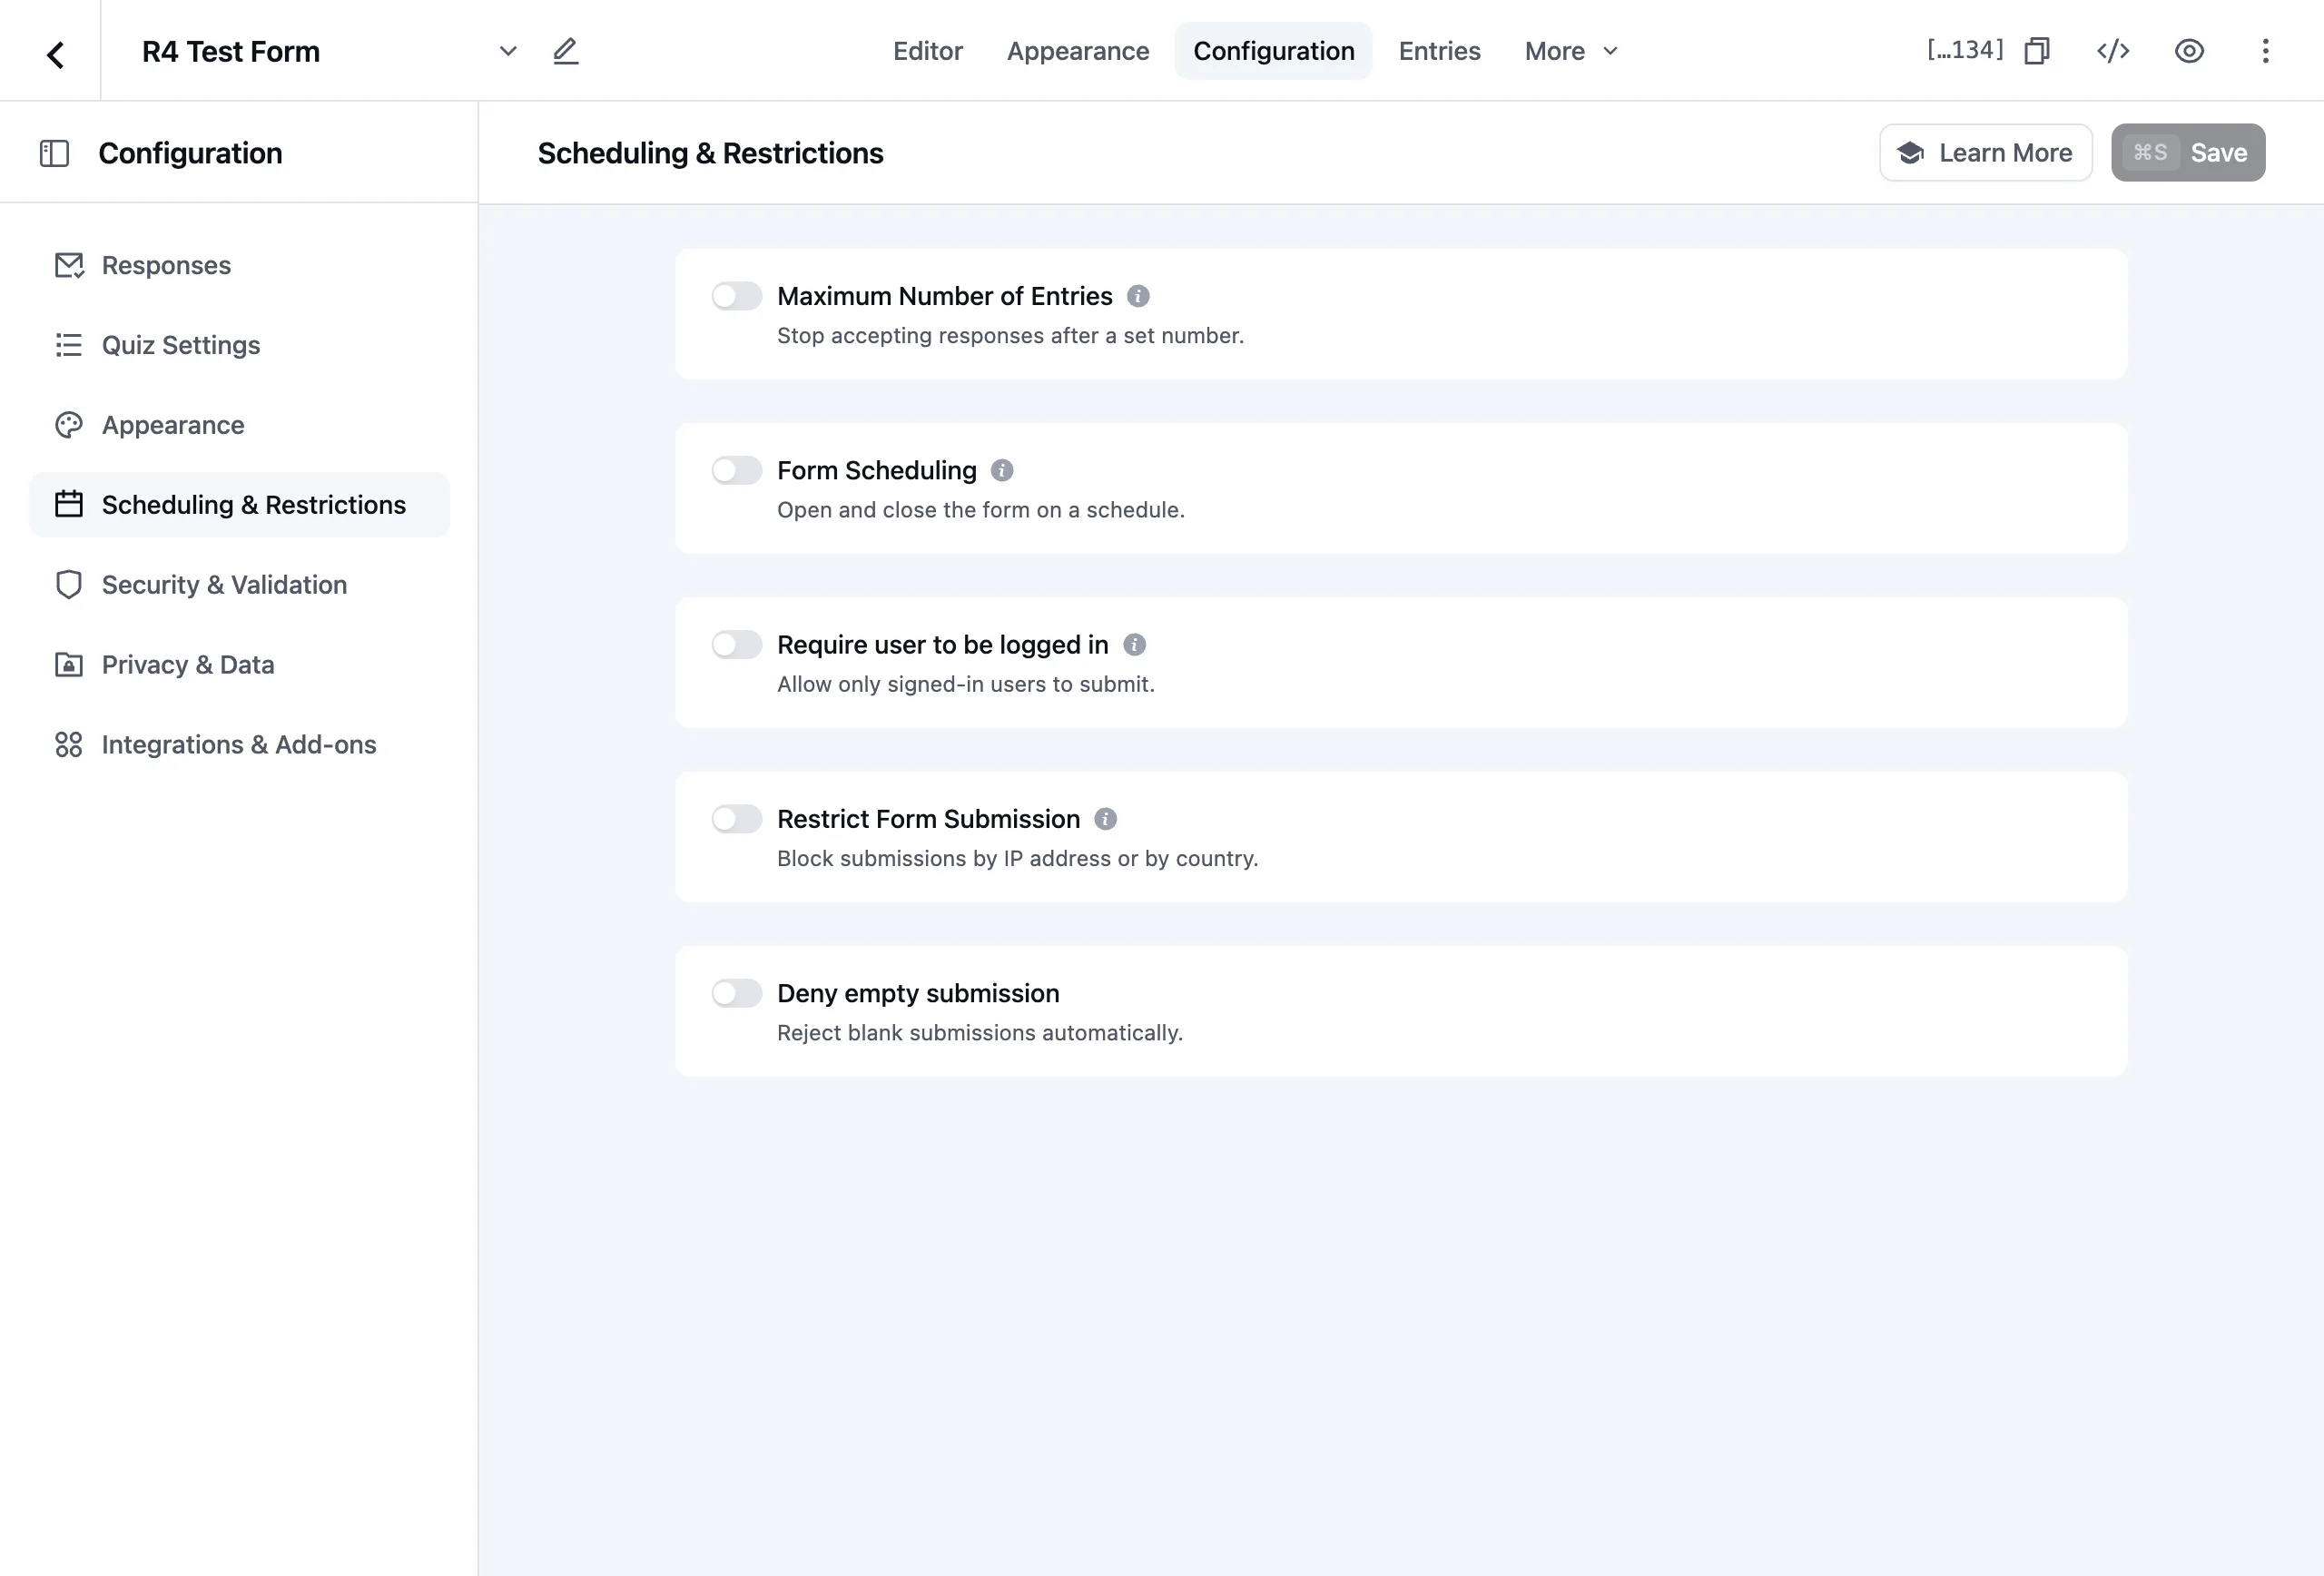 R4 Test Form
Editor
Appearance
Configuration
Entries
More
[…134]
Configuration
Scheduling & Restrictions
Learn More
⌘S Save
Responses
Quiz Settings
Appearance
Scheduling & Restrictions
Security & Validation
Privacy & Data
Integrations & Add-ons
Maximum Number of Entries
Stop accepting responses after a set number.
Form Scheduling
Open and close the form on a schedule.
Require user to be logged in
Allow only signed-in users to submit.
Restrict Form Submission
Block submissions by IP address or by country.
Deny empty submission
Reject blank submissions automatically.